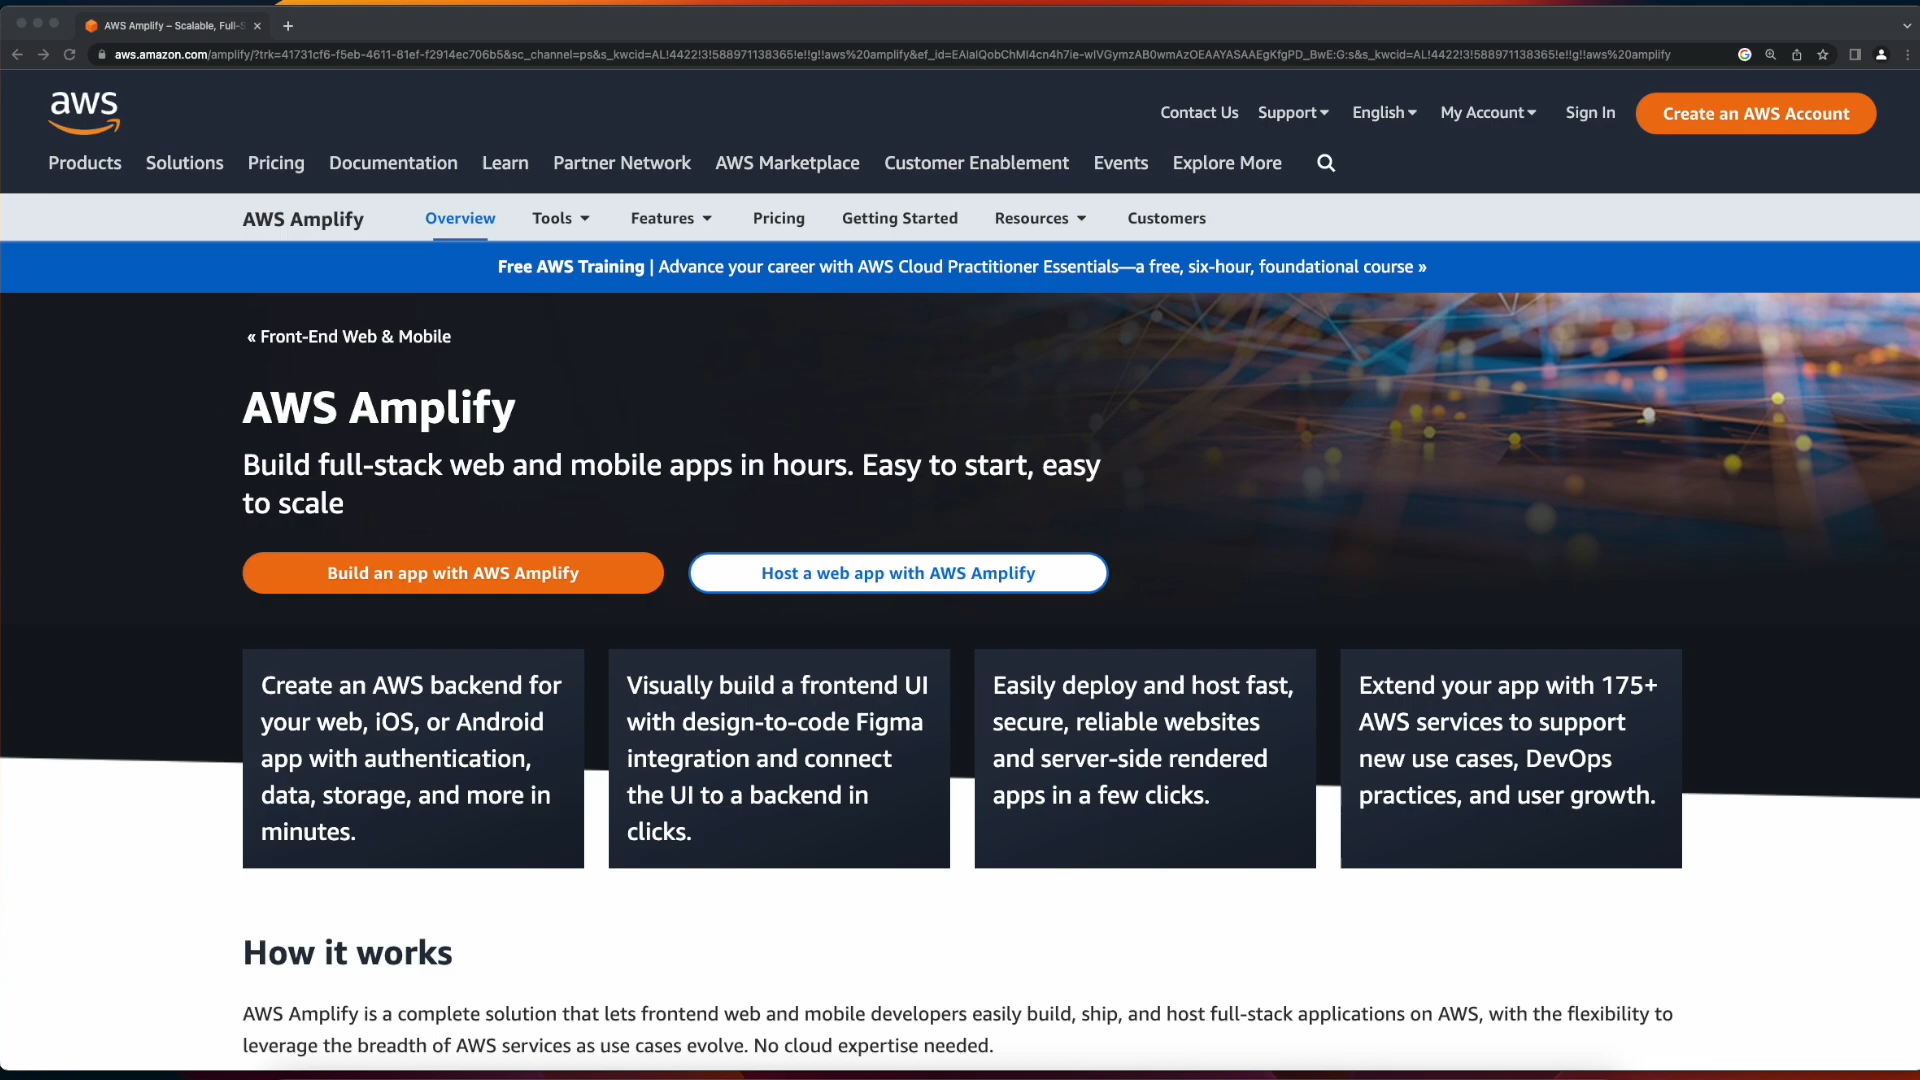 AWS Amplify – Scalable, Full-S
aws.amazon.com/amplify/?trk=41731cf6-f5eb-4611-81ef-f2914ec706b5&sc_channel=ps&s_kwcid=AL!4422!3!588971138365!e!!g!!aws%20amplify&ef_id=EAIaIQobChMI4cn4h7ie-wIVGymzAB0wmAzOEAAYASAAEgKfgPD_BwE:G:s&s_kwcid=AL!4422!3!588971138365!e!!g!!aws%20amplify
aws
Contact Us Support English My Account Sign In Create an AWS Account
Products Solutions Pricing Documentation Learn Partner Network AWS Marketplace Customer Enablement Events Explore More
AWS Amplify Overview Tools Features Pricing Getting Started Resources Customers
Free AWS Training | Advance your career with AWS Cloud Practitioner Essentials—a free, six-hour, foundational course »
« Front-End Web & Mobile
AWS Amplify
Build full-stack web and mobile apps in hours. Easy to start, easy
to scale
Build an app with AWS Amplify
Host a web app with AWS Amplify
Create an AWS backend for
your web, iOS, or Android
app with authentication,
data, storage, and more in
minutes.
Visually build a frontend UI
with design-to-code Figma
integration and connect
the UI to a backend in
clicks.
Easily deploy and host fast,
secure, reliable websites
and server-side rendered
apps in a few clicks.
Extend your app with 175+
AWS services to support
new use cases, DevOps
practices, and user growth.
How it works
AWS Amplify is a complete solution that lets frontend web and mobile developers easily build, ship, and host full-stack applications on AWS, with the flexibility to
leverage the breadth of AWS services as use cases evolve. No cloud expertise needed.